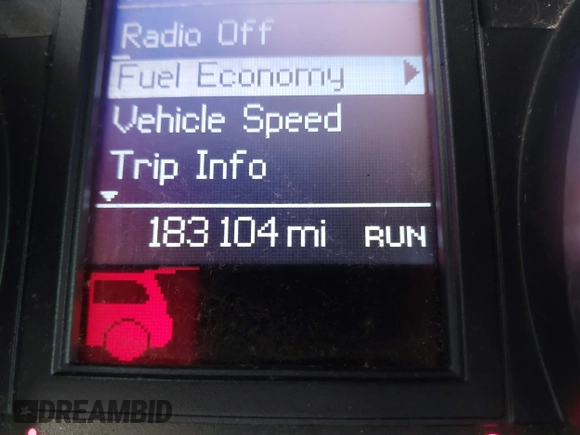 Radio Off
Fuel Economy
Vehicle Speed
Trip Info
183104 mi RUN
DREAMBID